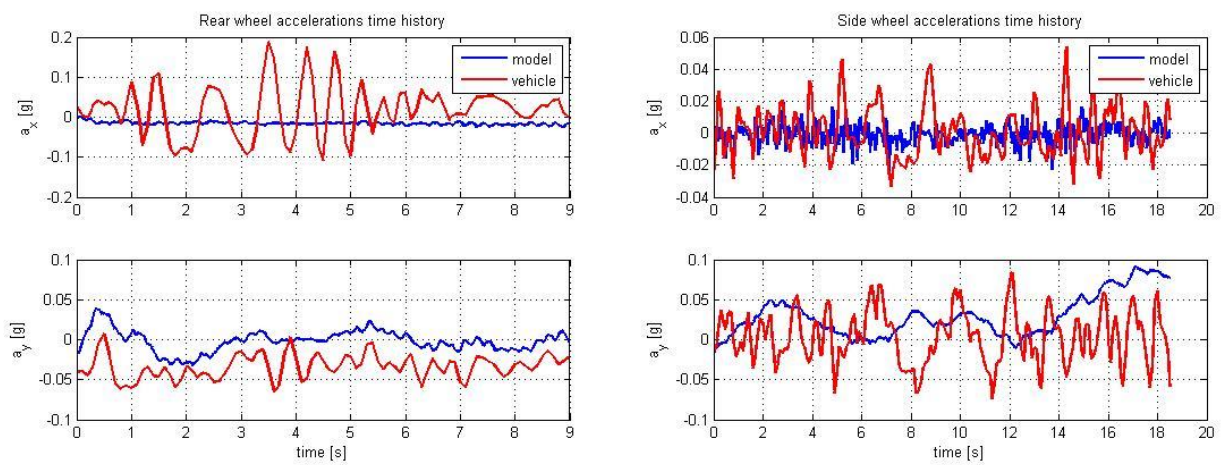 Rear wheel accelerations time history
0.2
0.1
0
-0.1
-0.2
a_x [g]
model
vehicle
0 1 2 3 4 5 6 7 8 9
0.1
0.05
0
-0.05
-0.1
a_y [g]
0 1 2 3 4 5 6 7 8 9
time [s]
Side wheel accelerations time history
0.06
0.04
0.02
0
-0.02
-0.04
a_x [g]
model
vehicle
0 2 4 6 8 10 12 14 16 18 20
0.1
0.05
0
-0.05
-0.1
a_y [g]
0 2 4 6 8 10 12 14 16 18 20
time [s]